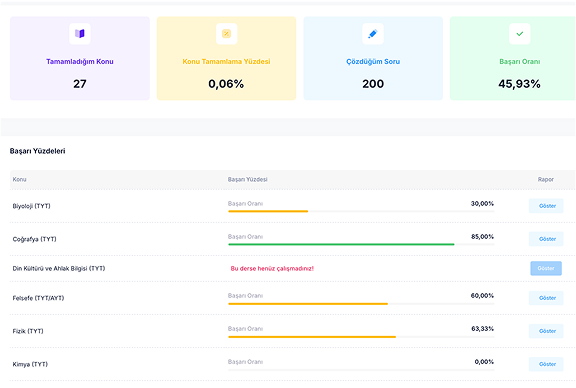 Tamamladığım Konu
27
Konu Tamamlama Yüzdesi
0,06%
Çözdüğüm Soru
200
Başarı Oranı
45,93%
Başarı Yüzdeleri
Konu Başarı Yüzdesi Rapor
Biyoloji (TYT) Başarı Oranı 30,00% Göster
Coğrafya (TYT) Başarı Oranı 85,00% Göster
Din Kültürü ve Ahlak Bilgisi (TYT) Bu derse henüz çalışmadınız! Göster
Felsefe (TYT/AYT) Başarı Oranı 60,00% Göster
Fizik (TYT) Başarı Oranı 63,33% Göster
Kimya (TYT) Başarı Oranı 0,00% Göster